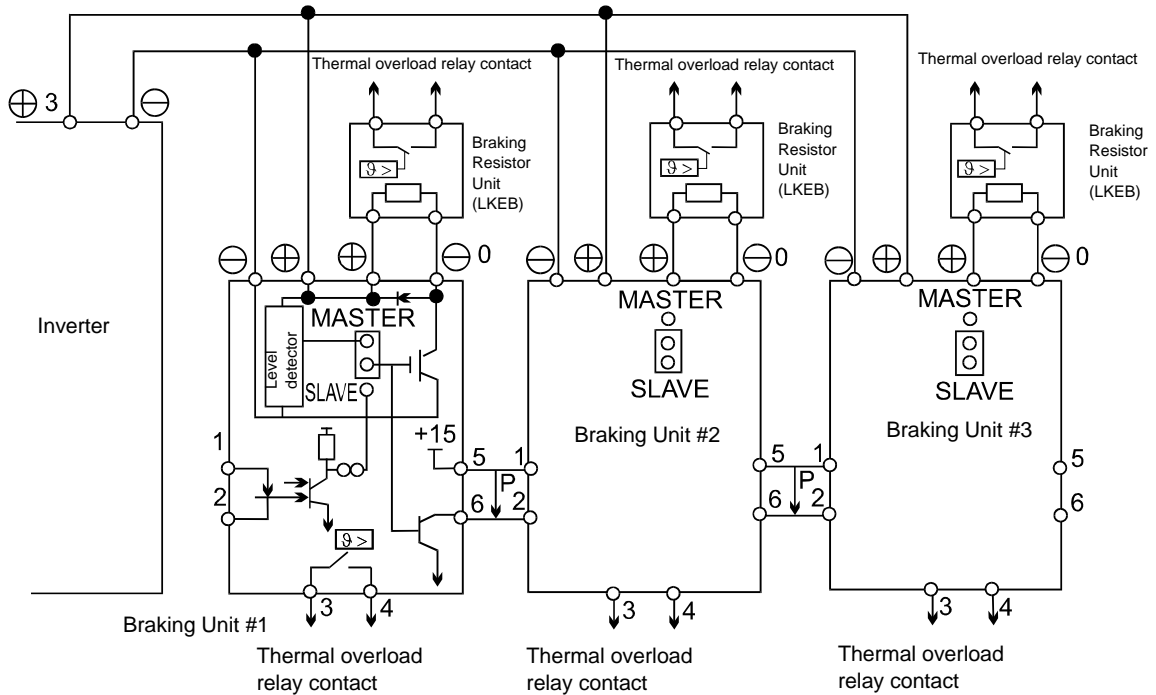 Thermal overload relay contact
Thermal overload relay contact
Thermal overload relay contact
⊕ 3 ⊖
Braking
Resistor
Unit
(LKEB)
Braking
Resistor
Unit
(LKEB)
Braking
Resistor
Unit
(LKEB)
ϑ >
ϑ >
ϑ >
⊖ ⊕ ⊕ ⊖ 0
⊖ ⊕ ⊕ ⊖ 0
⊖ ⊕ ⊕ ⊖ 0
Inverter
MASTER
Level
detector
SLAVE
MASTER
SLAVE
MASTER
SLAVE
Braking Unit #2
Braking Unit #3
+15
1
2
5
6
P
1
2
5
6
P
1
2
5
6
ϑ >
3
4
3
4
3
4
Braking Unit #1
Thermal overload
relay contact
Thermal overload
relay contact
Thermal overload
relay contact